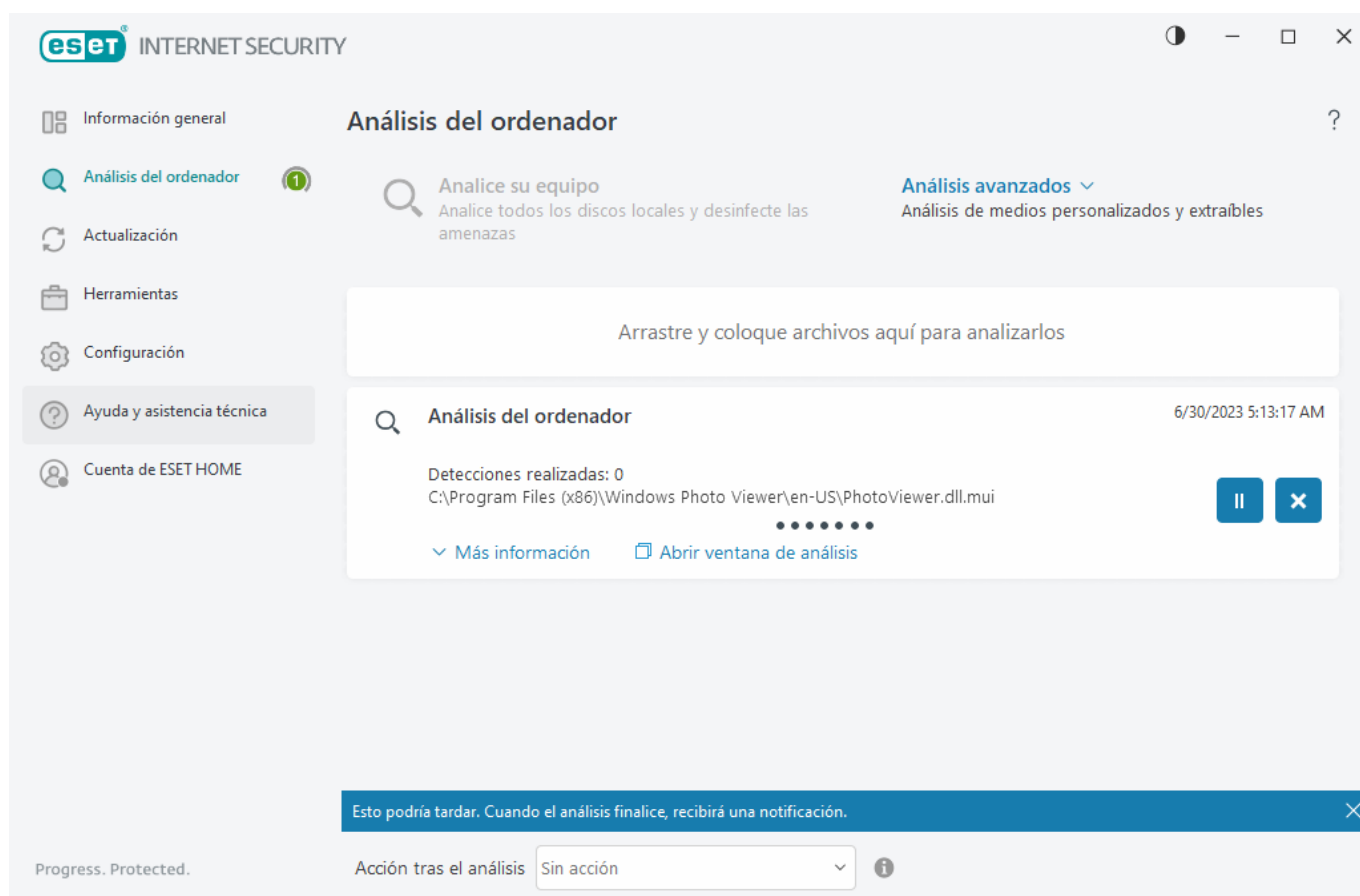 eset® INTERNET SECURITY
Información general
Análisis del ordenador 1
Actualización
Herramientas
Configuración
Ayuda y asistencia técnica
Cuenta de ESET HOME
Progress. Protected.
Análisis del ordenador
?
Analice su equipo
Analice todos los discos locales y desinfecte las
amenazas
Análisis avanzados
Análisis de medios personalizados y extraíbles
Arrastre y coloque archivos aquí para analizarlos
Análisis del ordenador
6/30/2023 5:13:17 AM
Detecciones realizadas: 0
C:\Program Files (x86)\Windows Photo Viewer\en-US\PhotoViewer.dll.mui
Más información
Abrir ventana de análisis
Esto podría tardar. Cuando el análisis finalice, recibirá una notificación.
Acción tras el análisis Sin acción